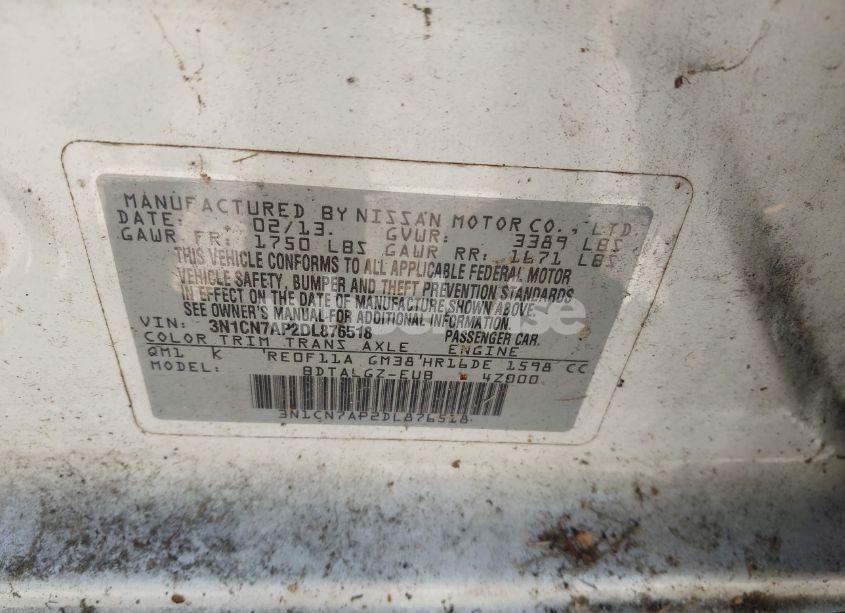 MANUFACTURED BY NISSAN MOTOR CO., LTD.
DATE: 02/13. GVWR: 3389 LBS
GAWR FR: 1750 LBS GAWR RR: 1671 LBS
THIS VEHICLE CONFORMS TO ALL APPLICABLE FEDERAL MOTOR
VEHICLE SAFETY, BUMPER AND THEFT PREVENTION STANDARDS
IN EFFECT ON THE DATE OF MANUFACTURE SHOWN ABOVE.
SEE OWNER'S MANUAL FOR ADDITIONAL INFORMATION.
VIN: 3N1CN7AP2DL876518 PASSENGER CAR.
COLOR TRIM TRANS AXLE ENGINE
QM1 K RE0F11A GM38 HR16DE 1598 CC
MODEL: BDTALGZ-EUB 4Z000
3N1CN7AP2DL876518